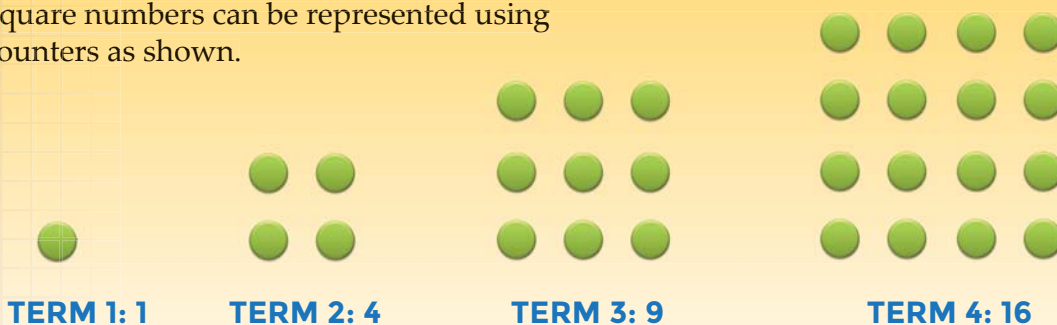 quare numbers can be represented using
ounters as shown.
TERM 1: 1 TERM 2: 4 TERM 3: 9 TERM 4: 16